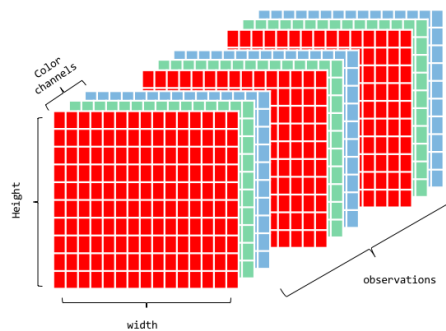 Color
channels
Height
width
observations